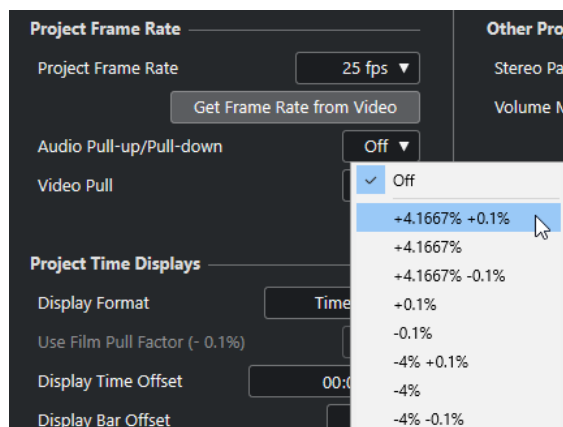 Project Frame Rate
Other Pro
Project Frame Rate
25 fps
Stereo Pa
Get Frame Rate from Video
Volume M
Audio Pull-up/Pull-down
Off
Video Pull
Off
+4.1667% +0.1%
+4.1667%
+4.1667% -0.1%
+0.1%
-0.1%
-4% +0.1%
-4%
-4% -0.1%
Project Time Displays
Display Format
Time
Use Film Pull Factor (- 0.1%)
Display Time Offset
00:0
Display Bar Offset